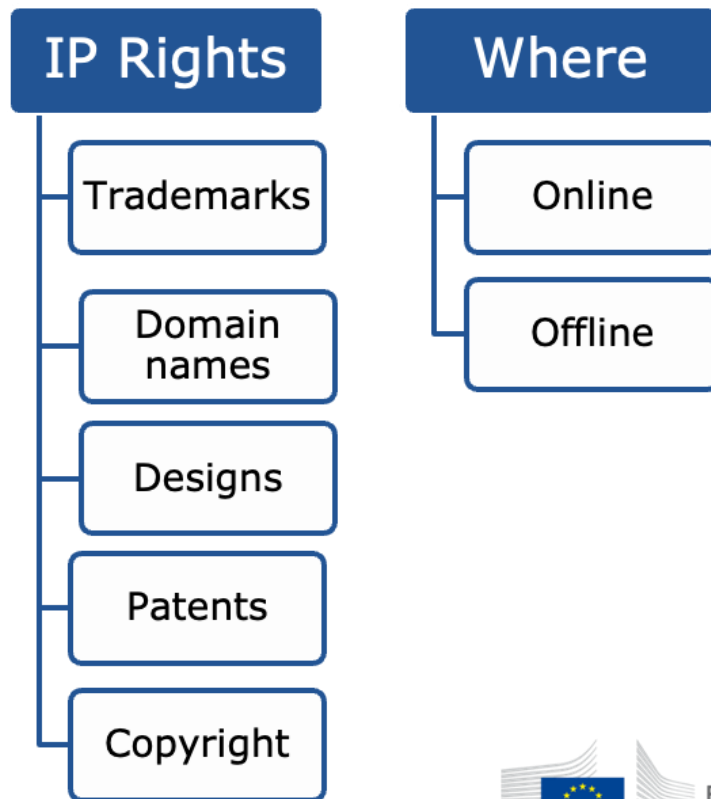 IP Rights
Trademarks
Domain
names
Designs
Patents
Copyright
Where
Online
Offline